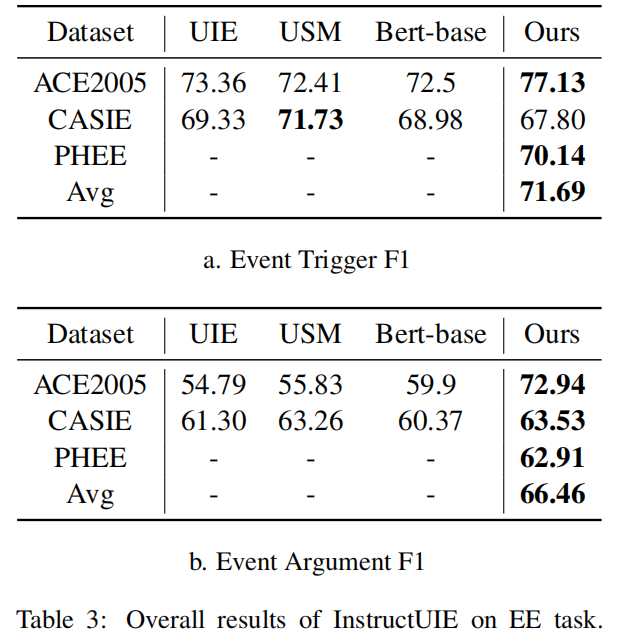 Dataset UIE USM Bert-base Ours
ACE2005 73.36 72.41 72.5 77.13
CASIE 69.33 71.73 68.98 67.80
PHEE - - - 70.14
Avg - - - 71.69
a. Event Trigger F1
Dataset UIE USM Bert-base Ours
ACE2005 54.79 55.83 59.9 72.94
CASIE 61.30 63.26 60.37 63.53
PHEE - - - 62.91
Avg - - - 66.46
b. Event Argument F1
Table 3: Overall results of InstructUIE on EE task.